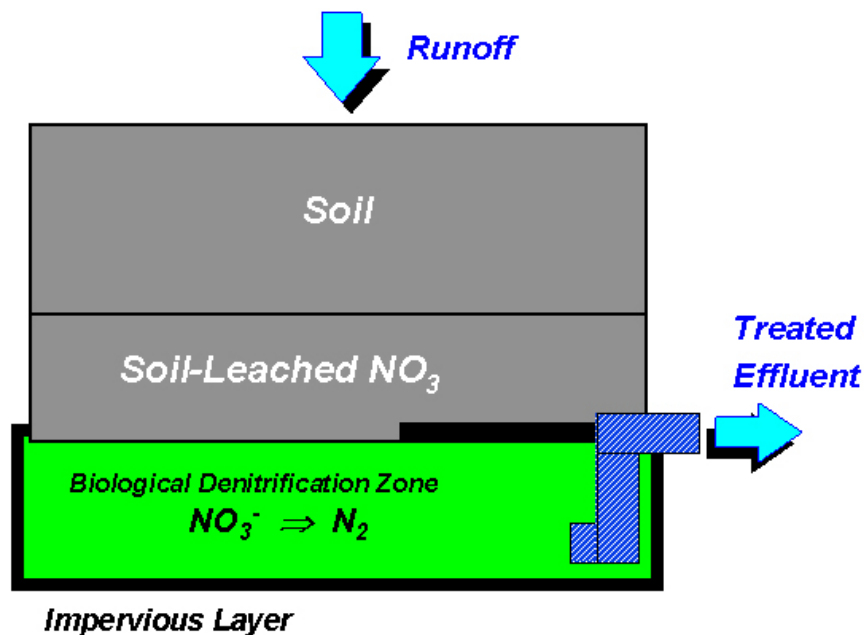 Runoff
Soil
Treated
Effluent
Soil-Leached NO₃
Biological Denitrification Zone
NO₃⁻ ⇒ N₂
Impervious Layer